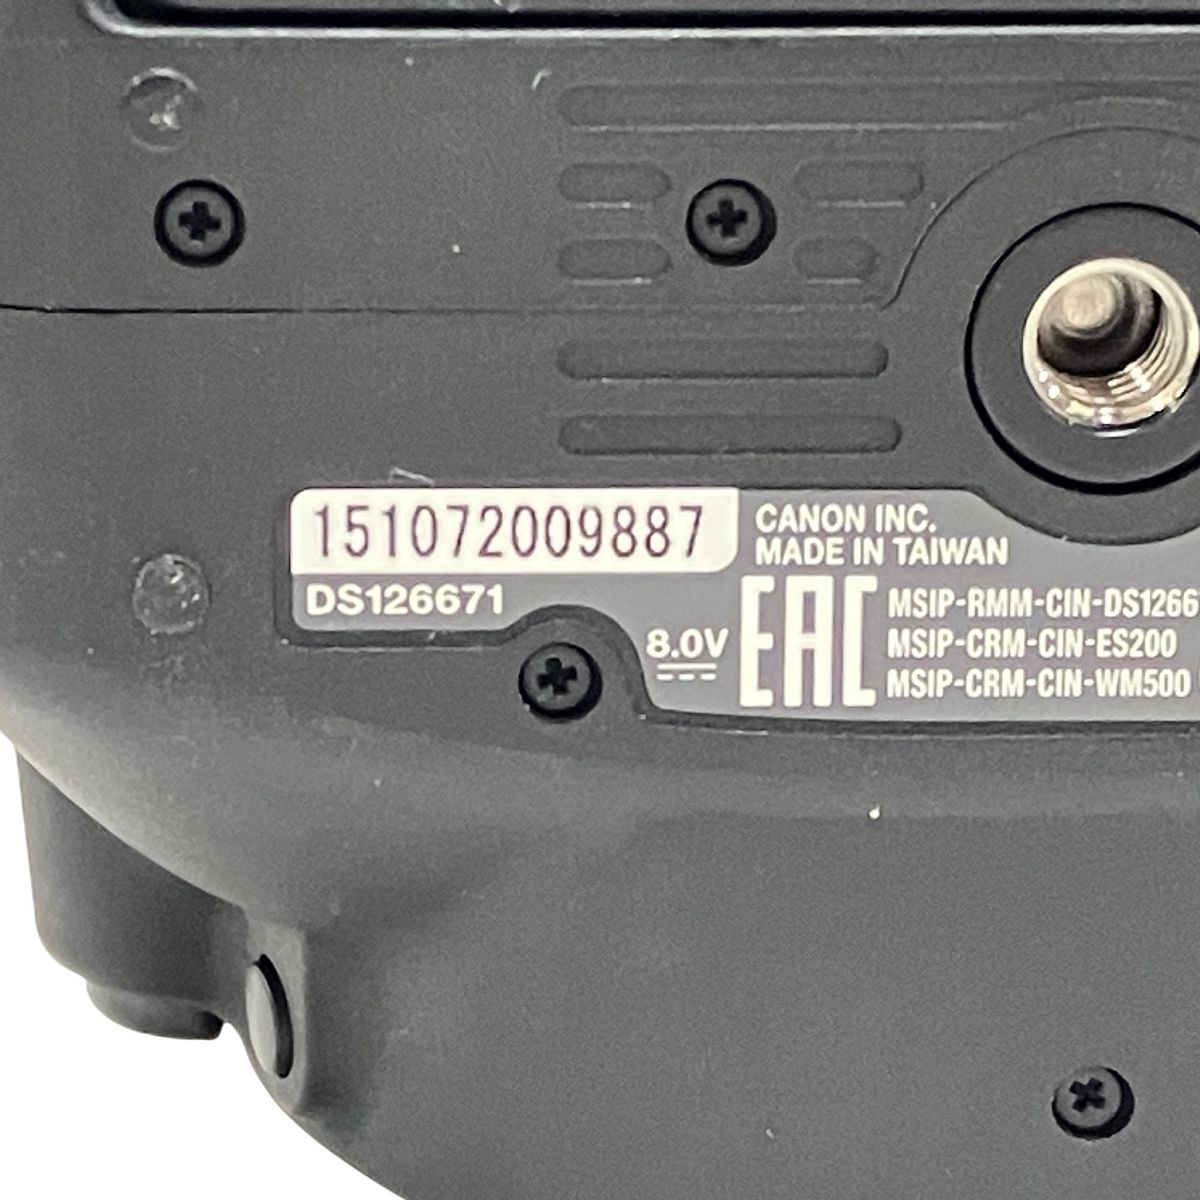 151072009887
DS126671
CANON INC.
MADE IN TAIWAN
8.0V
EAC
MSIP-RMM-CIN-DS1266
MSIP-CRM-CIN-ES200
MSIP-CRM-CIN-WM500